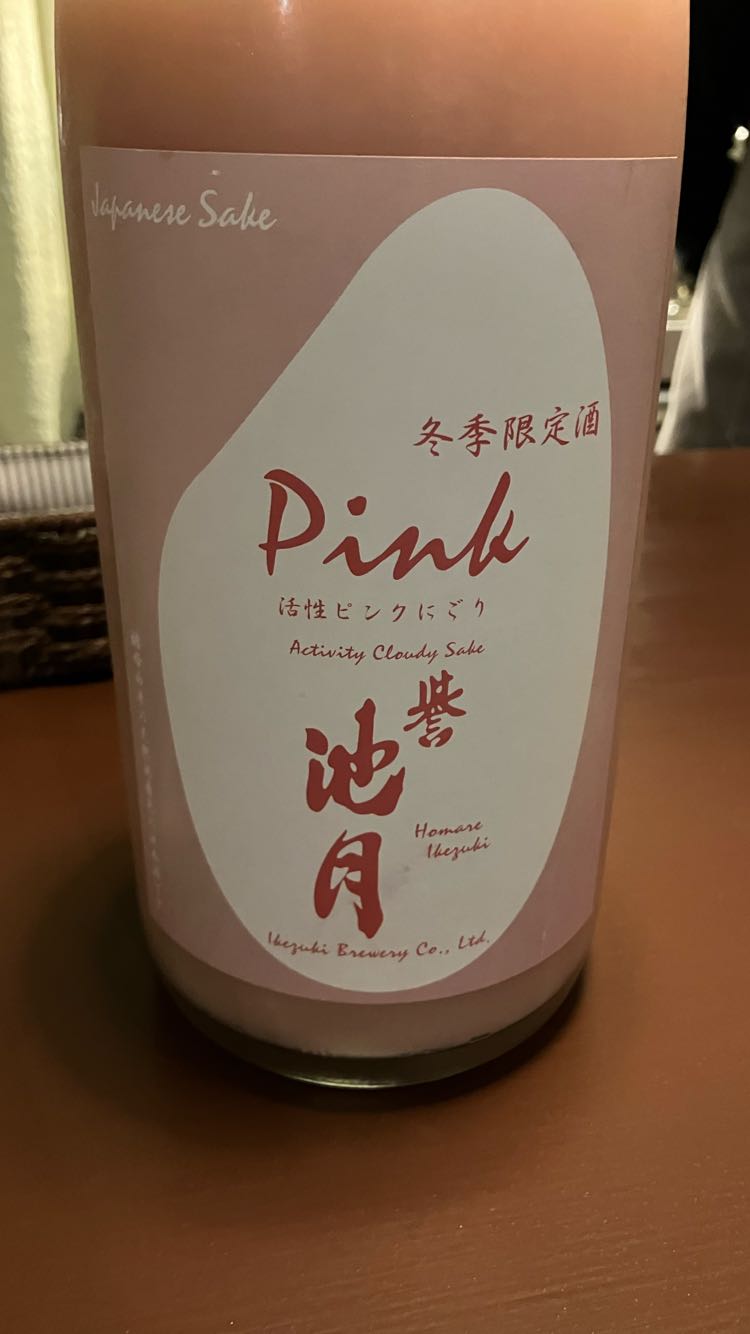 Japanese Sake
冬季限定酒
Pink
活性ピンクにごり
Activity Cloudy Sake
誉
池月
Homare
Ikezuki
Ikezuki Brewery Co., Ltd.